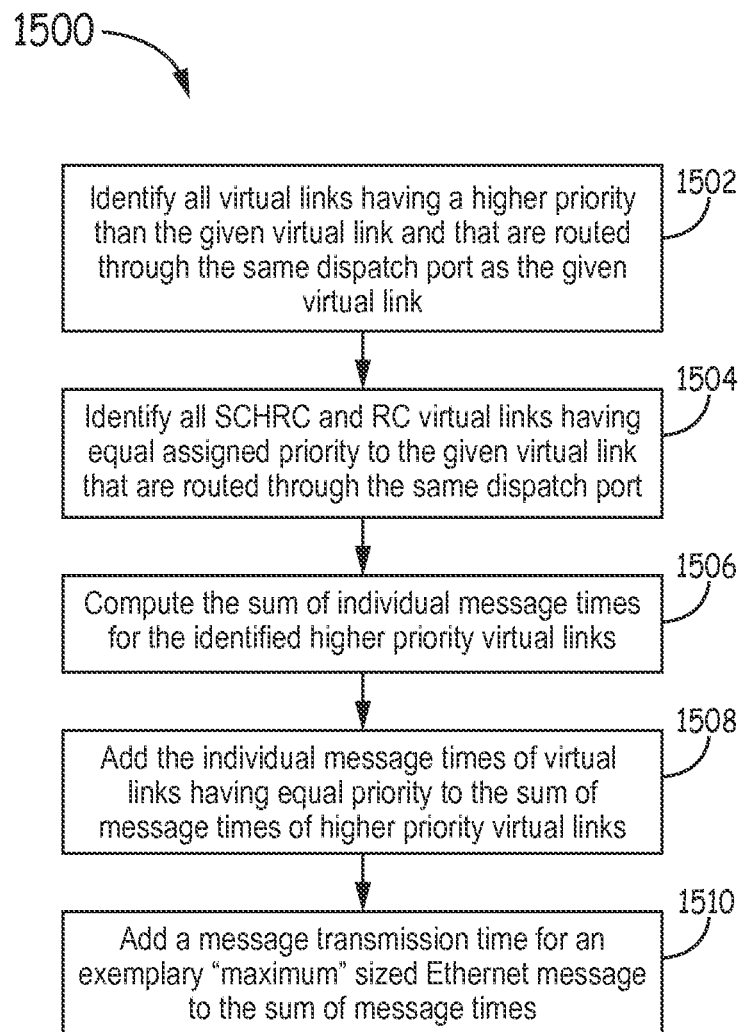 1500
1502
Identify all virtual links having a higher priority
than the given virtual link and that are routed
through the same dispatch port as the given
virtual link
1504
Identify all SCHRC and RC virtual links having
equal assigned priority to the given virtual link
that are routed through the same dispatch port
1506
Compute the sum of individual message times
for the identified higher priority virtual links
1508
Add the individual message times of virtual
links having equal priority to the sum of
message times of higher priority virtual links
1510
Add a message transmission time for an
exemplary “maximum” sized Ethernet message
to the sum of message times